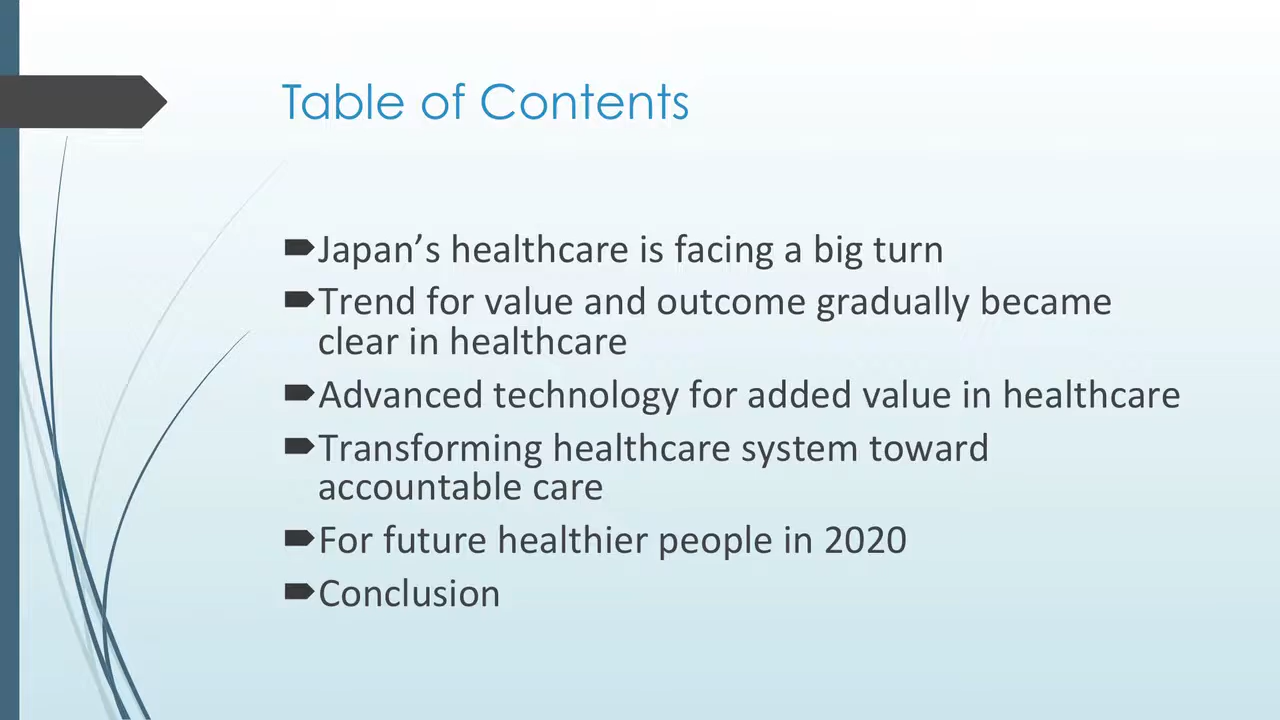 Table of Contents
Japan’s healthcare is facing a big turn
Trend for value and outcome gradually became
clear in healthcare
Advanced technology for added value in healthcare
Transforming healthcare system toward
accountable care
For future healthier people in 2020
Conclusion